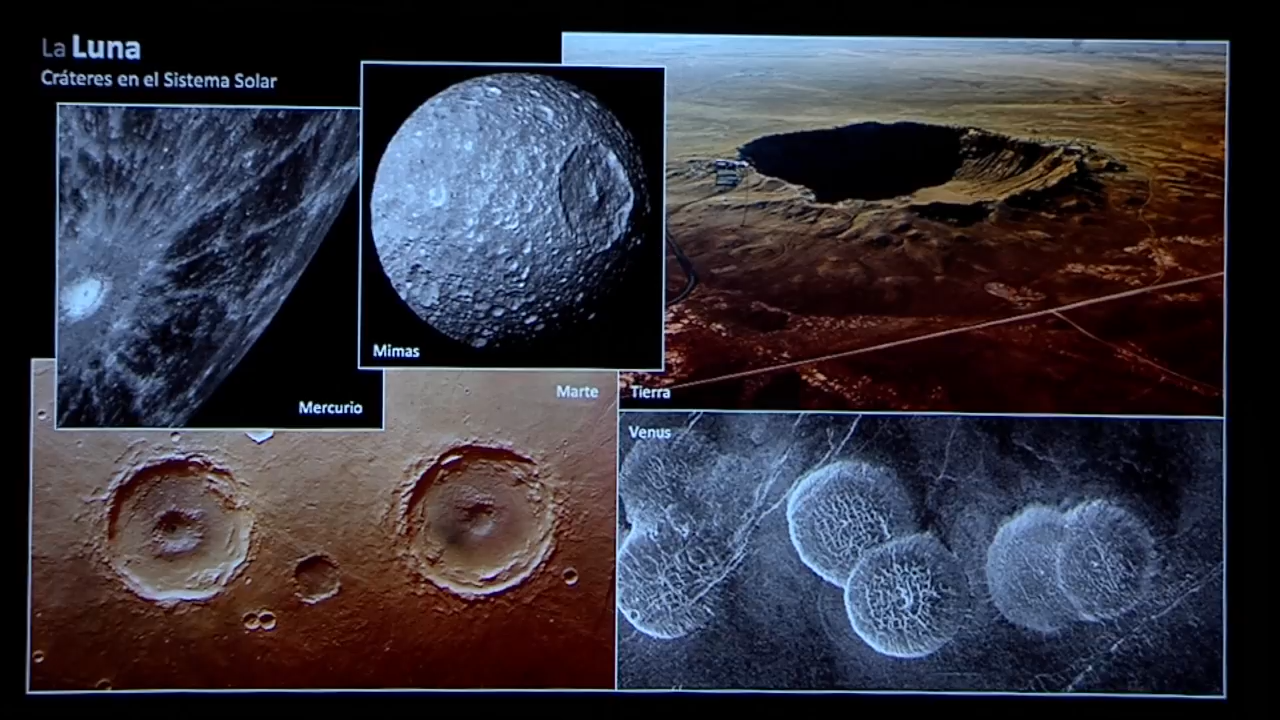 La Luna
Cráteres en el Sistema Solar
Mimas
Mercurio
Marte
Tierra
Venus